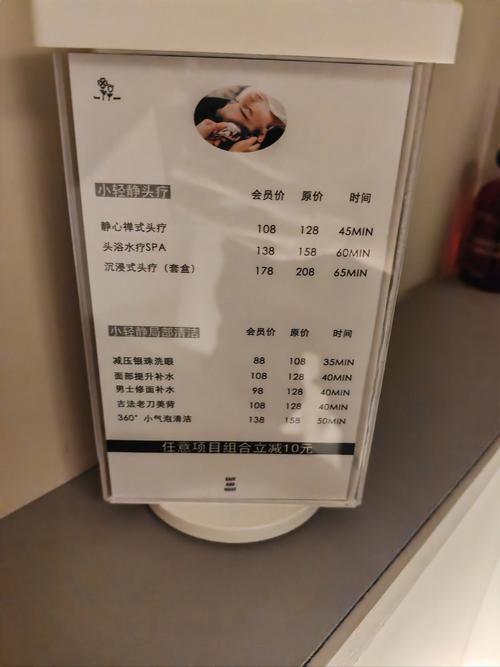 小轻静头疗 会员价 原价 时间
静心禅式头疗 108 128 45MIN
头浴水疗SPA 138 158 60MIN
沉浸式头疗（套盒） 178 208 65MIN
小轻静局部清洁 会员价 原价 时间
减压银珠洗眼 88 108 35MIN
面部提升补水 108 128 40MIN
男士修面补水 98 128 40MIN
古法老刀美背 108 128 40MIN
360° 小气泡清洁 138 158 50MIN
任意项目组合立减10元